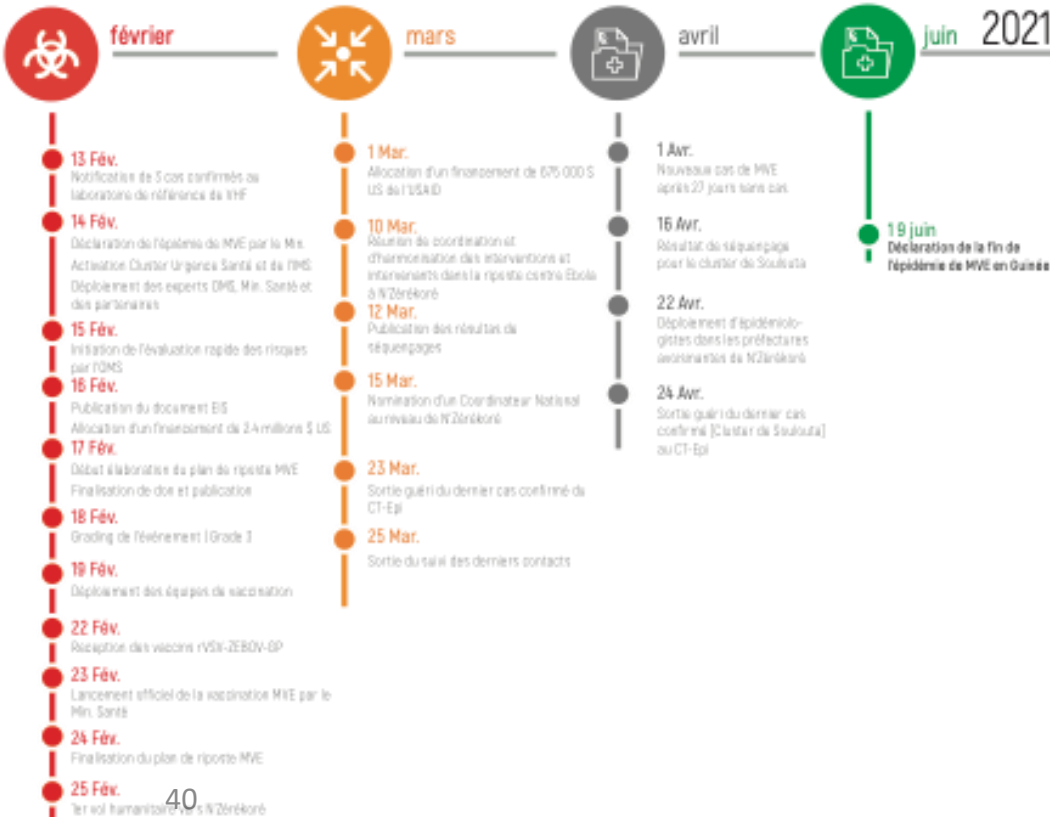 février
mars
avril
juin
2021
13 Fév.
Notification de 3 cas confirmés au
laboratoire de référence de VHF
14 Fév.
Déclaration de l'épidémie de MVE par le Min
Activation Cluster Urgence Santé et de l'IMS
Déploiement des experts OMS, Min. Santé et
des partenaires
15 Fév.
Initiation de l'évaluation rapide des risques
par l'OMS
16 Fév.
Publication du document EIS
Allocation d'un financement de 2.4 millions $ US
17 Fév.
Début élaboration du plan de riposte MVE
Finalisation de don et publication
18 Fév.
Grading de l'événement | Grade
19 Fév.
Déploiement des équipes de vaccination
22 Fév.
Reception des vaccins rVSV-ZEBOV-GP
23 Fév.
Lancement officiel de la vaccination MVE par le
Min. Santé
24 Fév.
Finalisation du plan de riposte MVE
25 Fév.
1er vol humanitaire vers N'Zérékoré
40
1 Mar.
Allocation d'un financement de 675 000 $
US de l'USAID
10 Mar.
Réunion de coordination et
d'harmonisation des interventions et
intervenants dans la riposte contre Ebola
à N'Zérékoré
12 Mar.
Publication des résultas de
séquençages
15 Mar.
Nomination d'un Coordinateur National
au niveau de N'Zérékoré
23 Mar.
Sortie guéri du dernier cas confirmé du
CT-Epi
25 Mar.
Sortie du suivi des derniers contacts
1 Avr.
Nouveaux cas de MVE
après 27 jours sans cas
16 Avr.
Résultat de séquençage
pour le cluster de Soulouta
22 Avr.
Déploiement d'épidémiolo-
gistes dans les préfectures
avoisinantes de N'Zérékoré
24 Avr.
Sortie guéri du dernier cas
confirmé [Cluster de Soulouta]
au CT-Epi
19 juin
Déclaration de la fin de
l'épidémie de MVE en Guinée